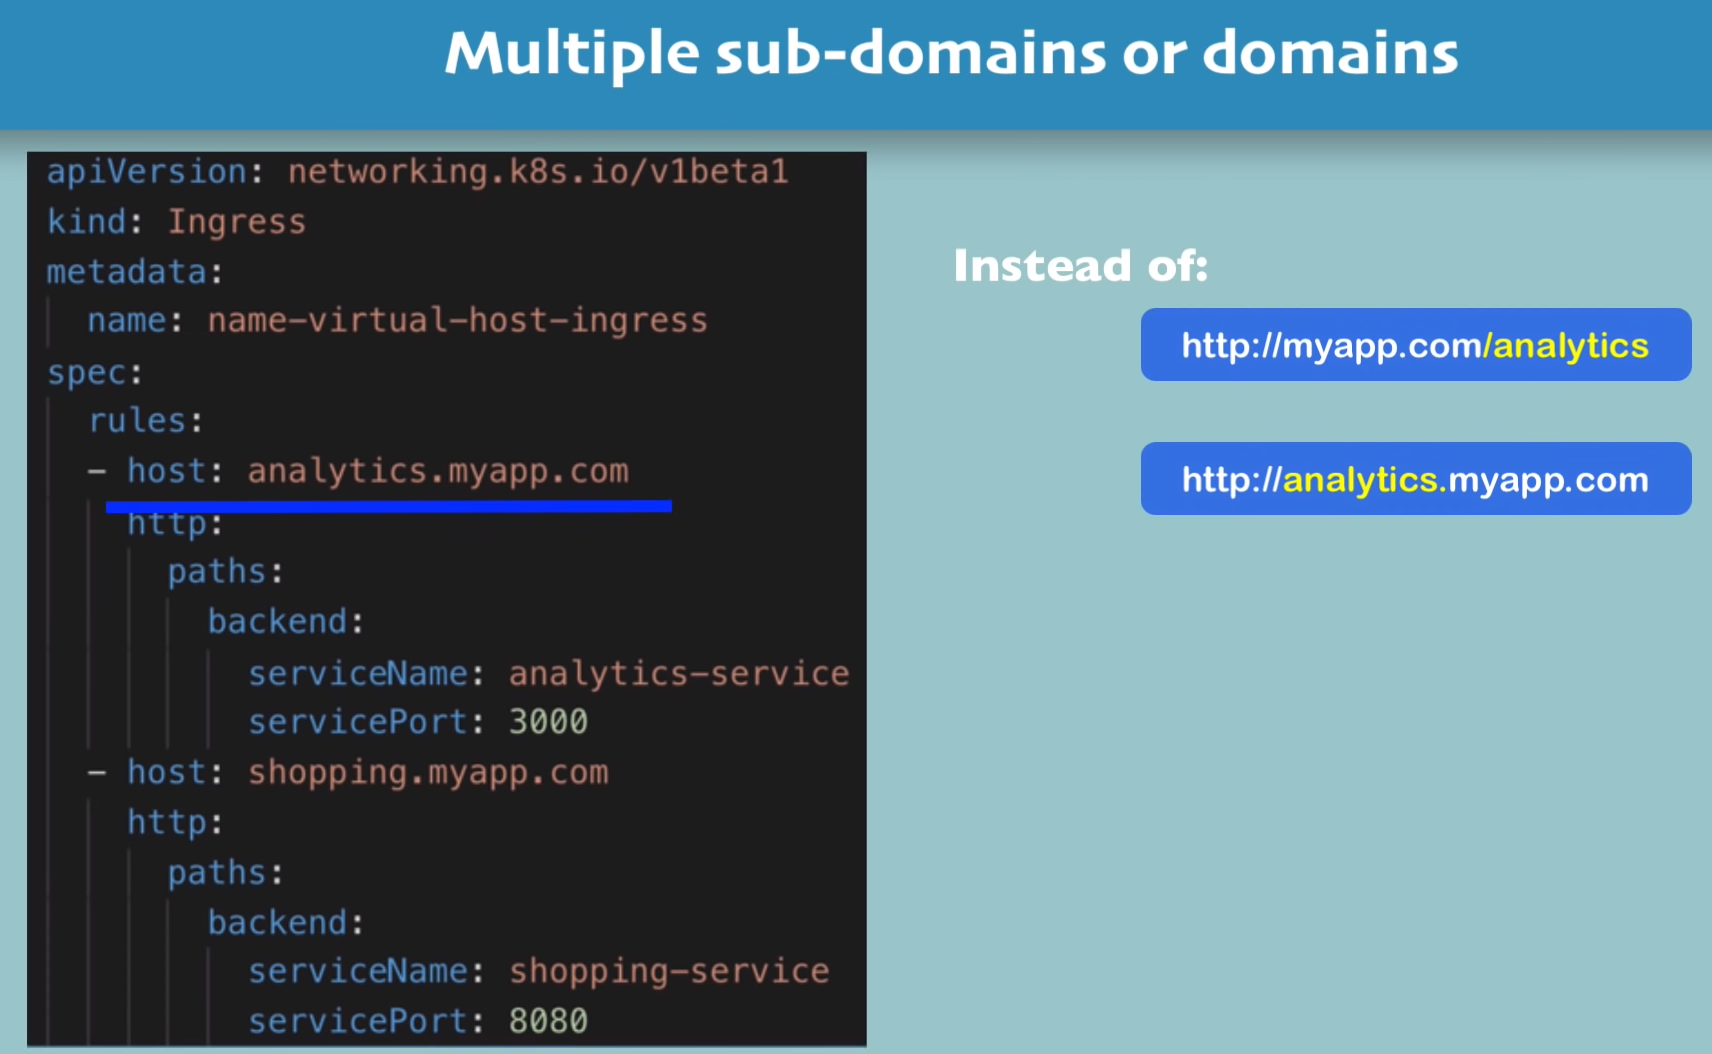 Multiple sub-domains or domains
apiVersion: networking.k8s.io/v1beta1
kind: Ingress
metadata:
  name: name-virtual-host-ingress
spec:
  rules:
  - host: analytics.myapp.com
    http:
      paths:
        backend:
          serviceName: analytics-service
          servicePort: 3000
  - host: shopping.myapp.com
    http:
      paths:
        backend:
          serviceName: shopping-service
          servicePort: 8080
Instead of:
http://myapp.com/analytics
http://analytics.myapp.com